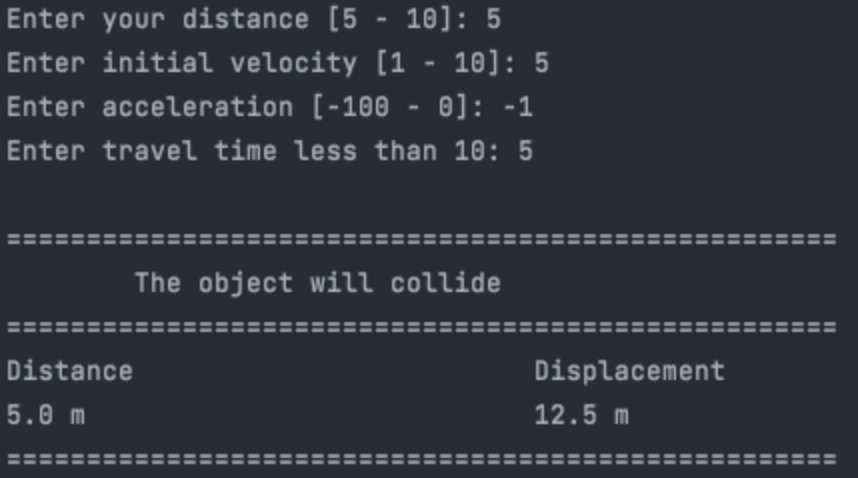 Enter your distance [5 - 10]: 5
Enter initial velocity [1 - 10]: 5
Enter acceleration [-100 - 0]: -1
Enter travel time less than 10: 5
====================================================
The object will collide
====================================================
Distance                         Displacement
5.0 m                            12.5 m
====================================================